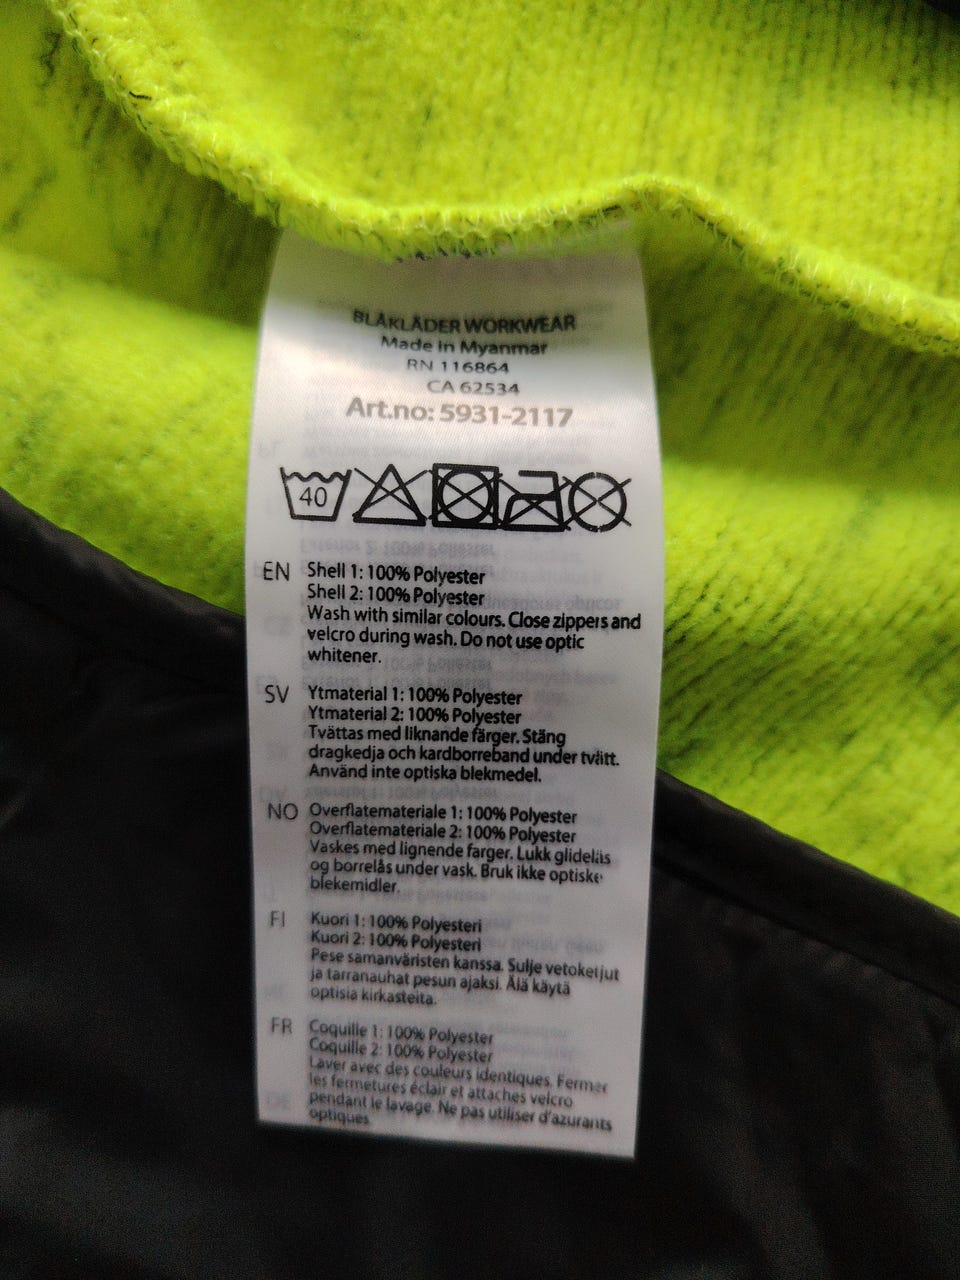 BLÅKLÄDER WORKWEAR
Made in Myanmar
RN 116864
CA 62534
Art.no: 5931-2117
40
EN Shell 1: 100% Polyester
Shell 2: 100% Polyester
Wash with similar colours. Close zippers and
velcro during wash. Do not use optic
whitener.
SV Ytmaterial 1: 100% Polyester
Ytmaterial 2: 100% Polyester
Tvättas med liknande färger. Stäng
dragkedja och kardborreband under tvätt.
Använd inte optiska blekmedel.
NO Overflatemateriale 1: 100% Polyester
Overflatemateriale 2: 100% Polyester
Vaskes med lignende farger. Lukk glidelås
og borrelås under vask. Bruk ikke optiske
blekemidler.
FI Kuori 1: 100% Polyesteri
Kuori 2: 100% Polyesteri
Pese samanväristen kanssa. Sulje vetoketjut
ja tarranauhat pesun ajaksi. Älä käytä
optisia kirkasteita.
FR Coquille 1: 100% Polyester
Coquille 2: 100% Polyester
Laver avec des couleurs identiques. Fermer
les fermetures éclair et attaches velcro
pendant le lavage. Ne pas utiliser d'azurants
optiques.